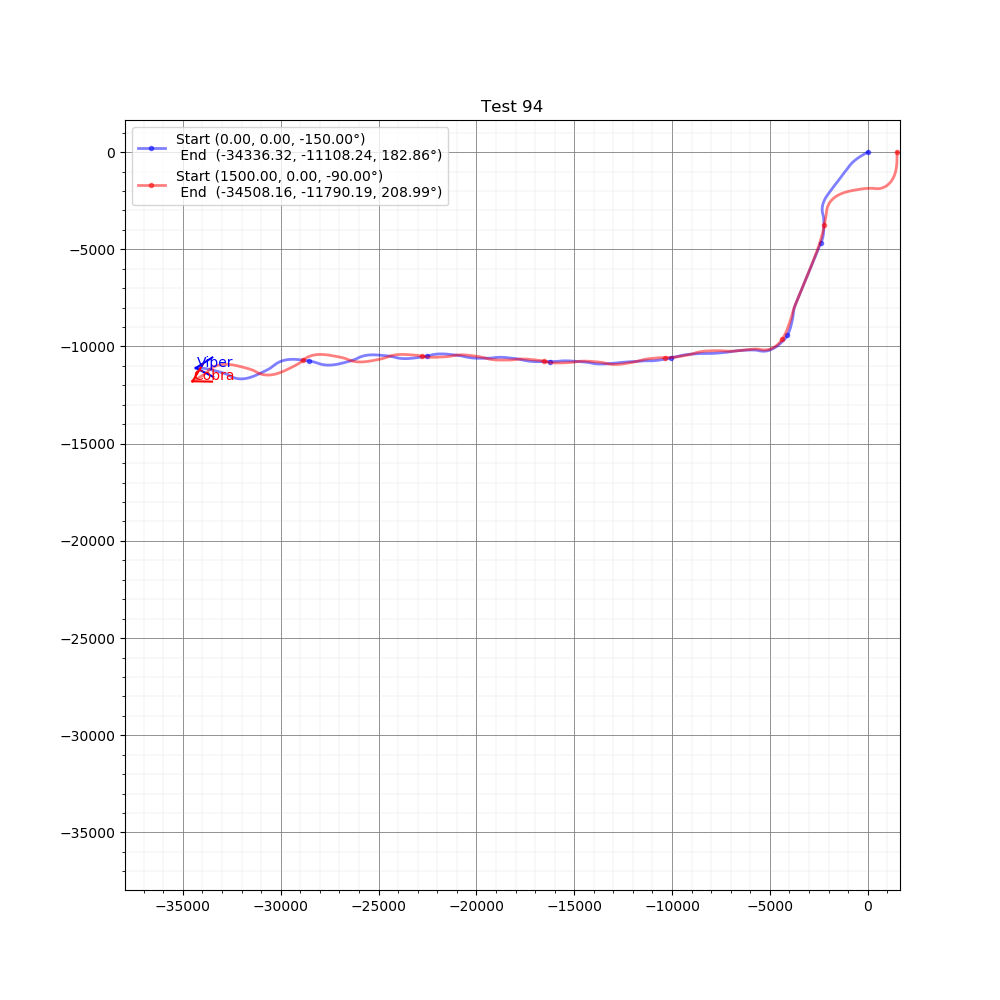 Test 94
Start (0.00, 0.00, -150.00°)
End  (-34336.32, -11108.24, 182.86°)
Start (1500.00, 0.00, -90.00°)
End  (-34508.16, -11790.19, 208.99°)
0
−5000
−10000
−15000
−20000
−25000
−30000
−35000
Viper
Cobra
−35000 −30000 −25000 −20000 −15000 −10000 −5000 0